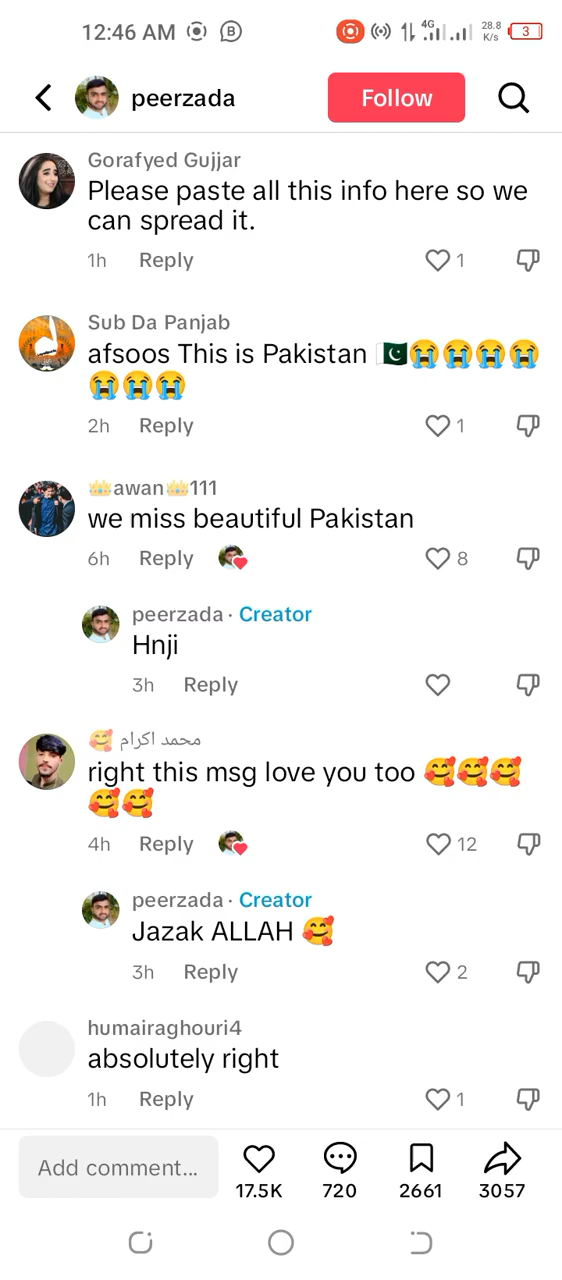 12:46 AM B 4G 28.8 K/s 3
peerzada Follow
Gorafyed Gujjar
Please paste all this info here so we
can spread it.
1h Reply 1
Sub Da Panjab
afsoos This is Pakistan 🇵🇰😭😭😭😭
😭😭😭
2h Reply 1
👑awan👑111
we miss beautiful Pakistan
6h Reply 8
peerzada · Creator
Hnji
3h Reply
محمد اکرام 🥰
right this msg love you too 🥰🥰🥰
🥰🥰
4h Reply 12
peerzada · Creator
Jazak ALLAH 🥰
3h Reply 2
humairaghouri4
absolutely right
1h Reply 1
Add comment...
17.5K 720 2661 3057